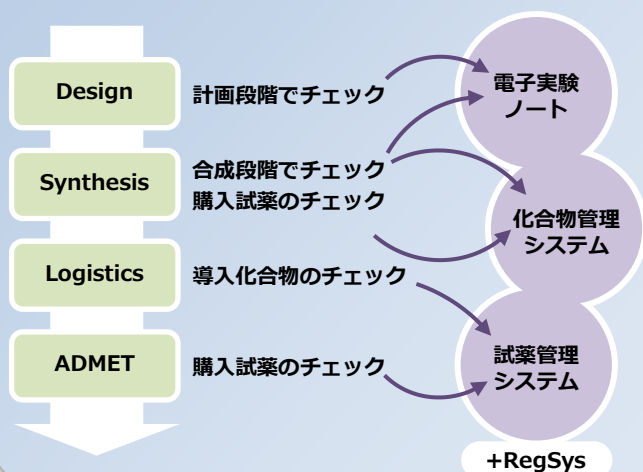 Design
計画段階でチェック
電子実験
ノート
Synthesis
合成段階でチェック
購入試薬のチェック
化合物管理
システム
Logistics
導入化合物のチェック
ADMET
購入試薬のチェック
試薬管理
システム
+RegSys